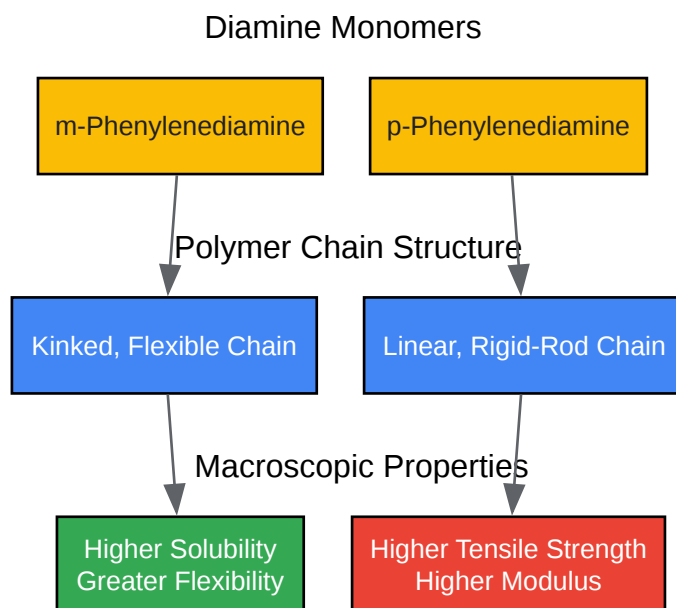 Diamine Monomers
m-Phenylenediamine
p-Phenylenediamine
Polymer Chain Structure
Kinked, Flexible Chain
Linear, Rigid-Rod Chain
Macroscopic Properties
Higher Solubility
Greater Flexibility
Higher Tensile Strength
Higher Modulus